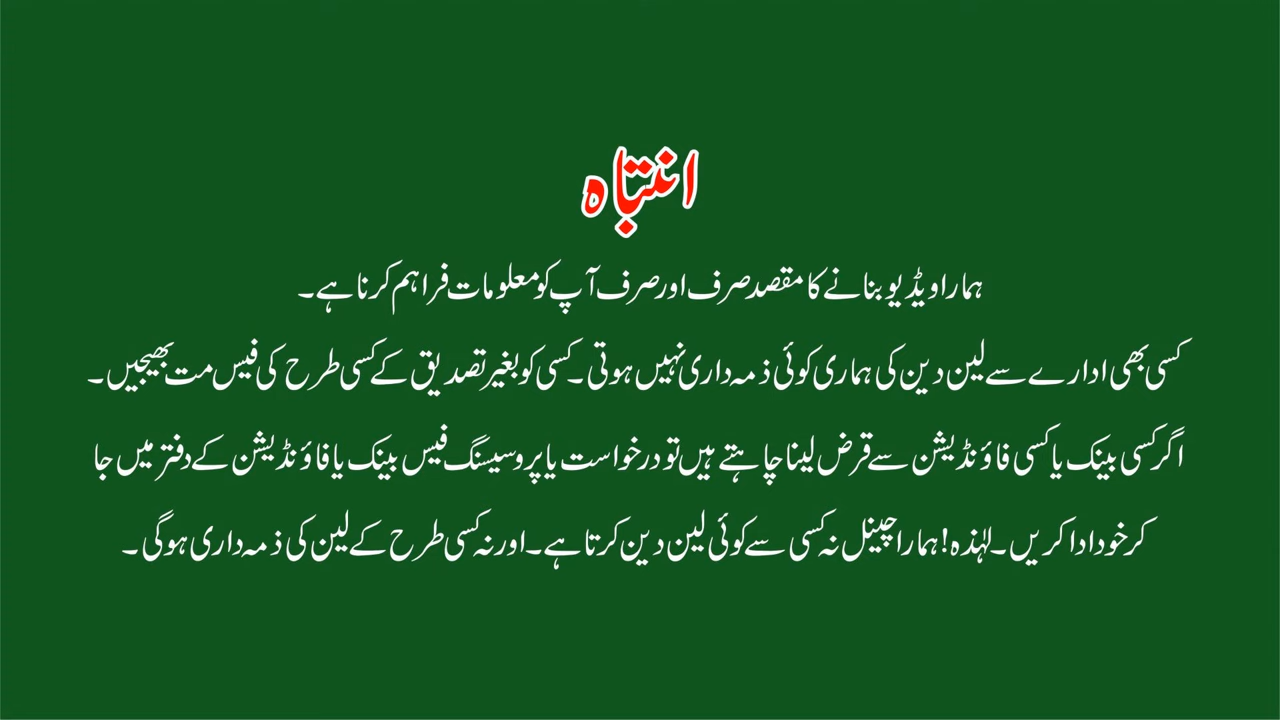 انتباہ
ہمارا ویڈیو بنانے کا مقصد صرف اور صرف آپ کو معلومات فراہم کرنا ہے۔
کسی بھی ادارے سے لین دین کی ہماری کوئی ذمہ داری نہیں ہوتی۔ کسی کو بغیر تصدیق کے کسی طرح کی فیس مت بھیجیں۔
اگر کسی بینک یا کسی فاؤنڈیشن سے قرض لینا چاہتے ہیں تو درخواست یا پروسیسنگ فیس بینک یا فاؤنڈیشن کے دفتر میں جا
کر خود ادا کریں۔ لہٰذہ! ہمارا چینل نہ کسی سے کوئی لین دین کرتا ہے۔ اور نہ کسی طرح کے لین کی ذمہ داری ہوگی۔